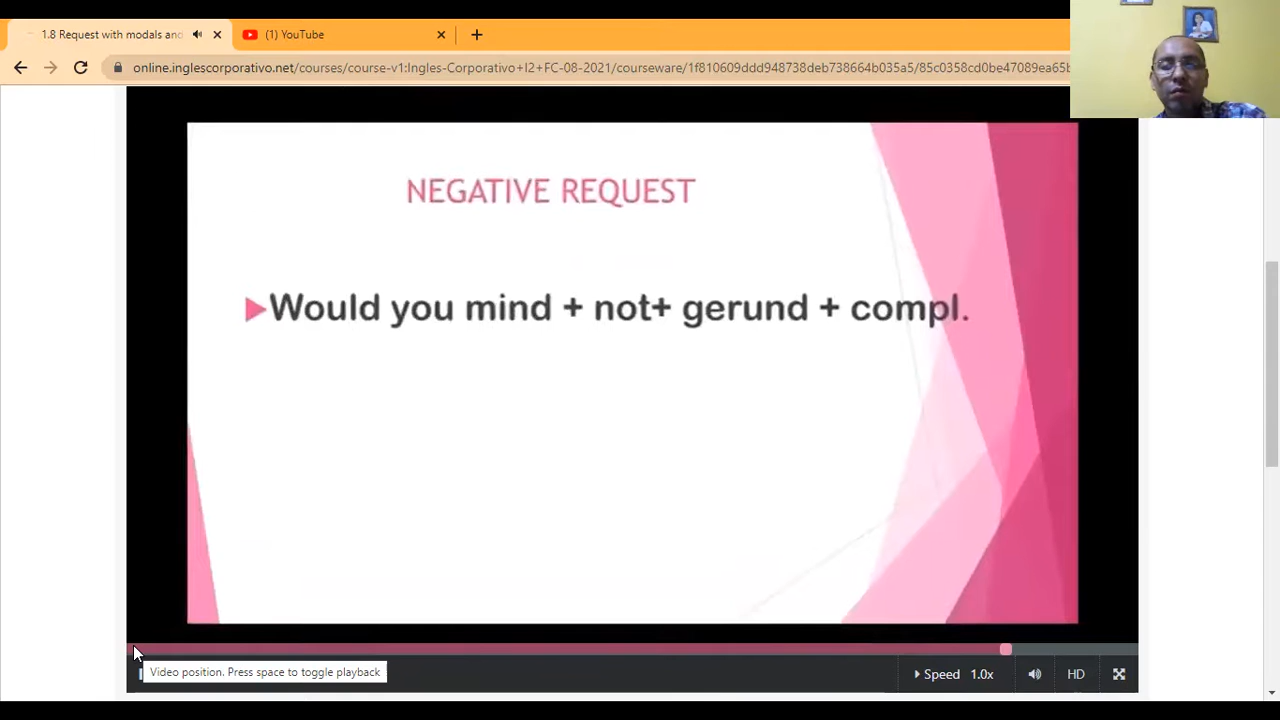 1.8 Request with modals and
(1) YouTube
online.inglescorporativo.net/courses/course-v1:Ingles-Corporativo+I2+FC-08-2021/courseware/1f810609ddd948738deb738664b035a5/85c0358cd0be47089ea65b
NEGATIVE REQUEST
Would you mind + not+ gerund + compl.
Video position. Press space to toggle playback
Speed 1.0x
HD